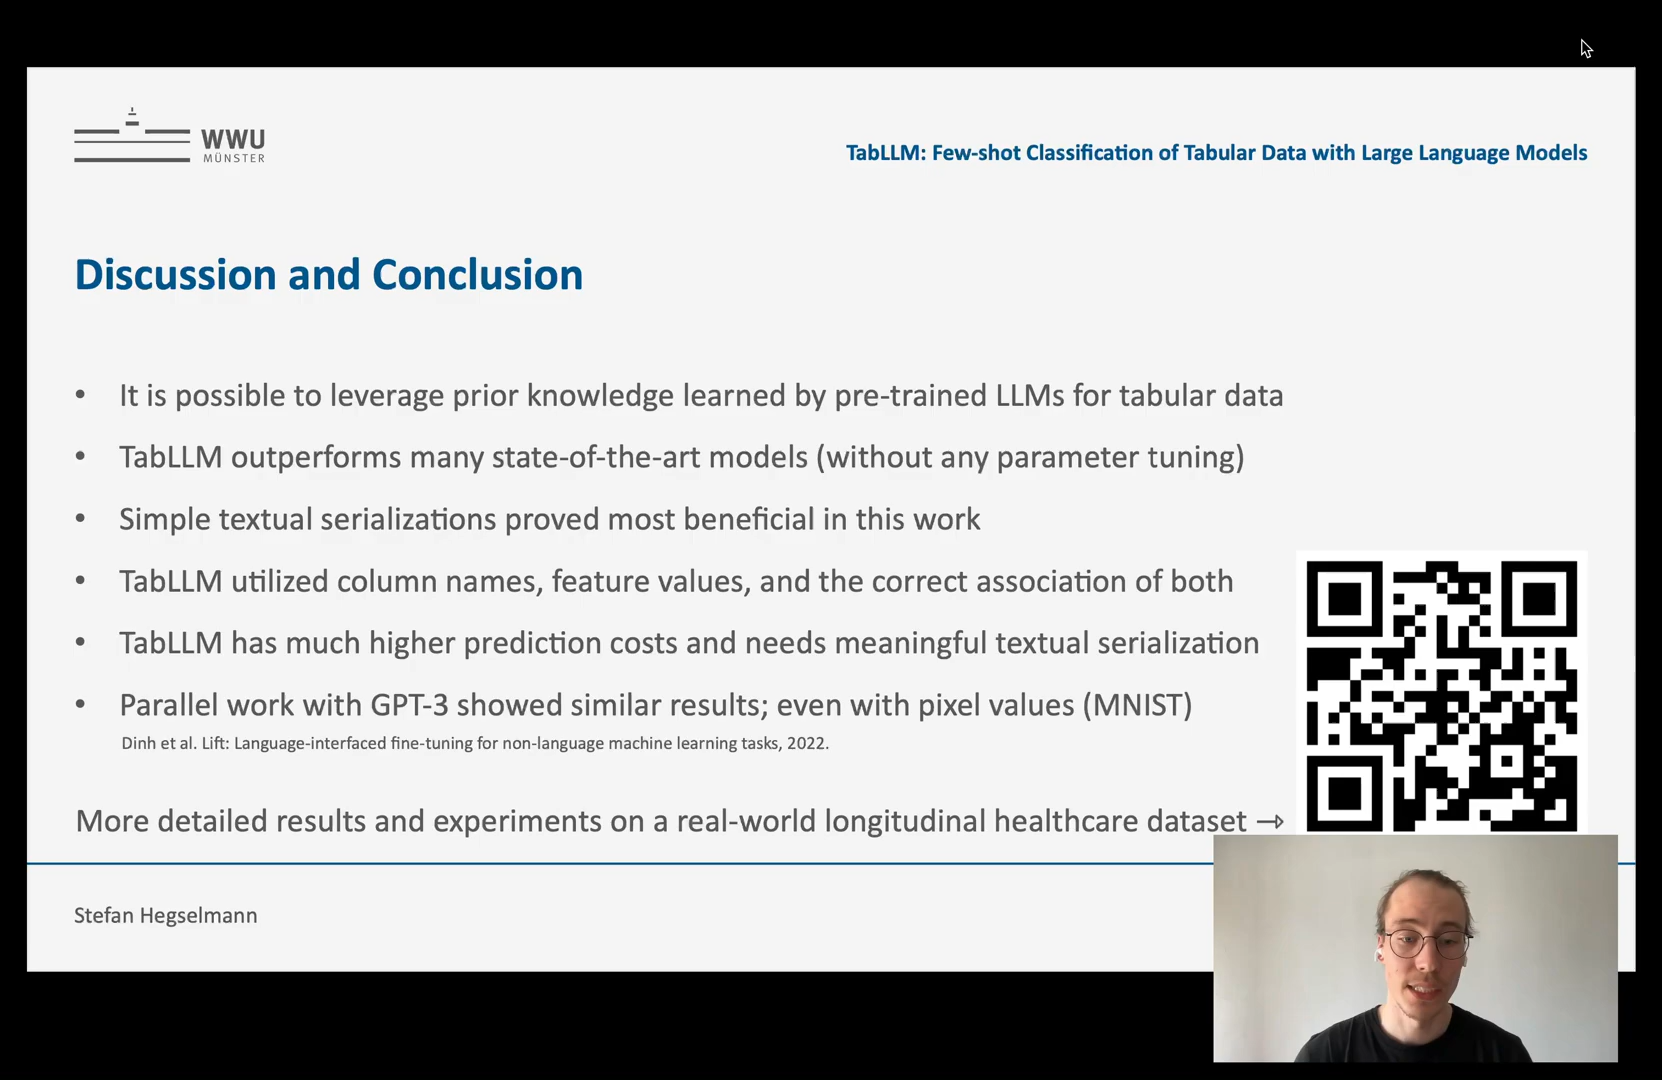 WWU
MÜNSTER
TabLLM: Few-shot Classification of Tabular Data with Large Language Models
Discussion and Conclusion
• It is possible to leverage prior knowledge learned by pre-trained LLMs for tabular data
• TabLLM outperforms many state-of-the-art models (without any parameter tuning)
• Simple textual serializations proved most beneficial in this work
• TabLLM utilized column names, feature values, and the correct association of both
• TabLLM has much higher prediction costs and needs meaningful textual serialization
• Parallel work with GPT-3 showed similar results; even with pixel values (MNIST)
Dinh et al. Lift: Language-interfaced fine-tuning for non-language machine learning tasks, 2022.
More detailed results and experiments on a real-world longitudinal healthcare dataset →
Stefan Hegselmann